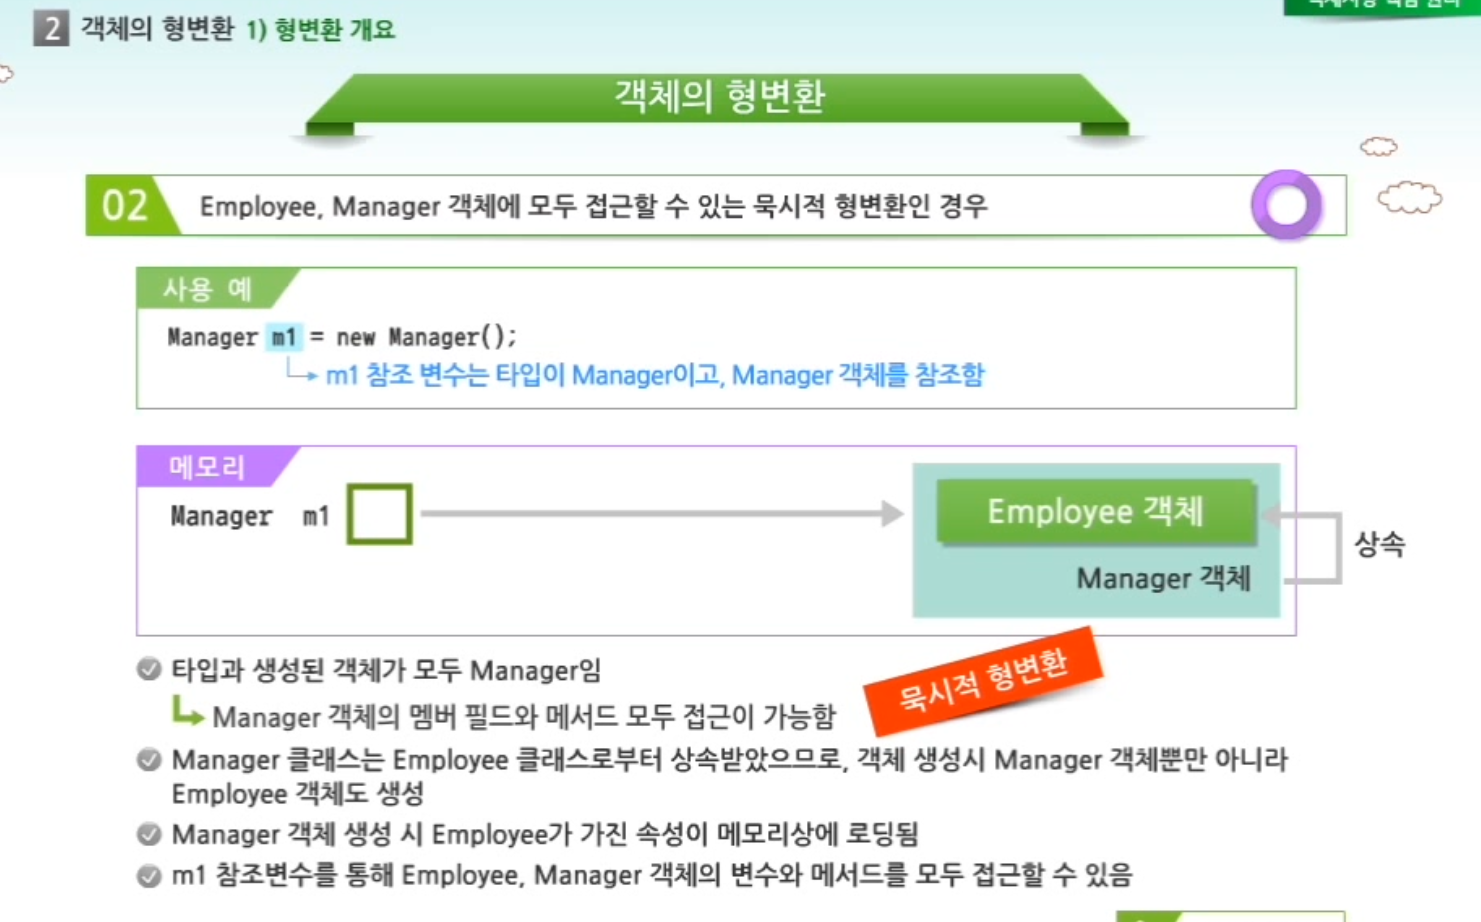 2 객체의 형변환 1) 형변환 개요
객체의 형변환
02 Employee, Manager 객체에 모두 접근할 수 있는 묵시적 형변환인 경우
사용 예
Manager m1 = new Manager();
m1 참조 변수는 타입이 Manager이고, Manager 객체를 참조함
메모리
Manager m1
Employee 객체
Manager 객체
상속
타입과 생성된 객체가 모두 Manager임
Manager 객체의 멤버 필드와 메서드 모두 접근이 가능함
묵시적 형변환
Manager 클래스는 Employee 클래스로부터 상속받았으므로, 객체 생성시 Manager 객체뿐만 아니라
Employee 객체도 생성
Manager 객체 생성 시 Employee가 가진 속성이 메모리상에 로딩됨
m1 참조변수를 통해 Employee, Manager 객체의 변수와 메서드를 모두 접근할 수 있음